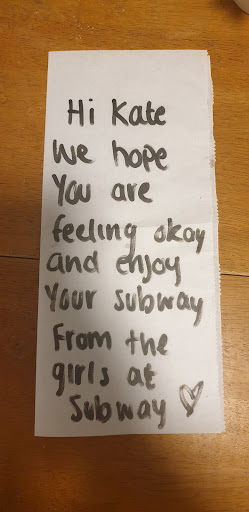 Hi Kate
We hope
You are
feeling okay
and enjoy
Your subway
From the
girls at
Subway ♡